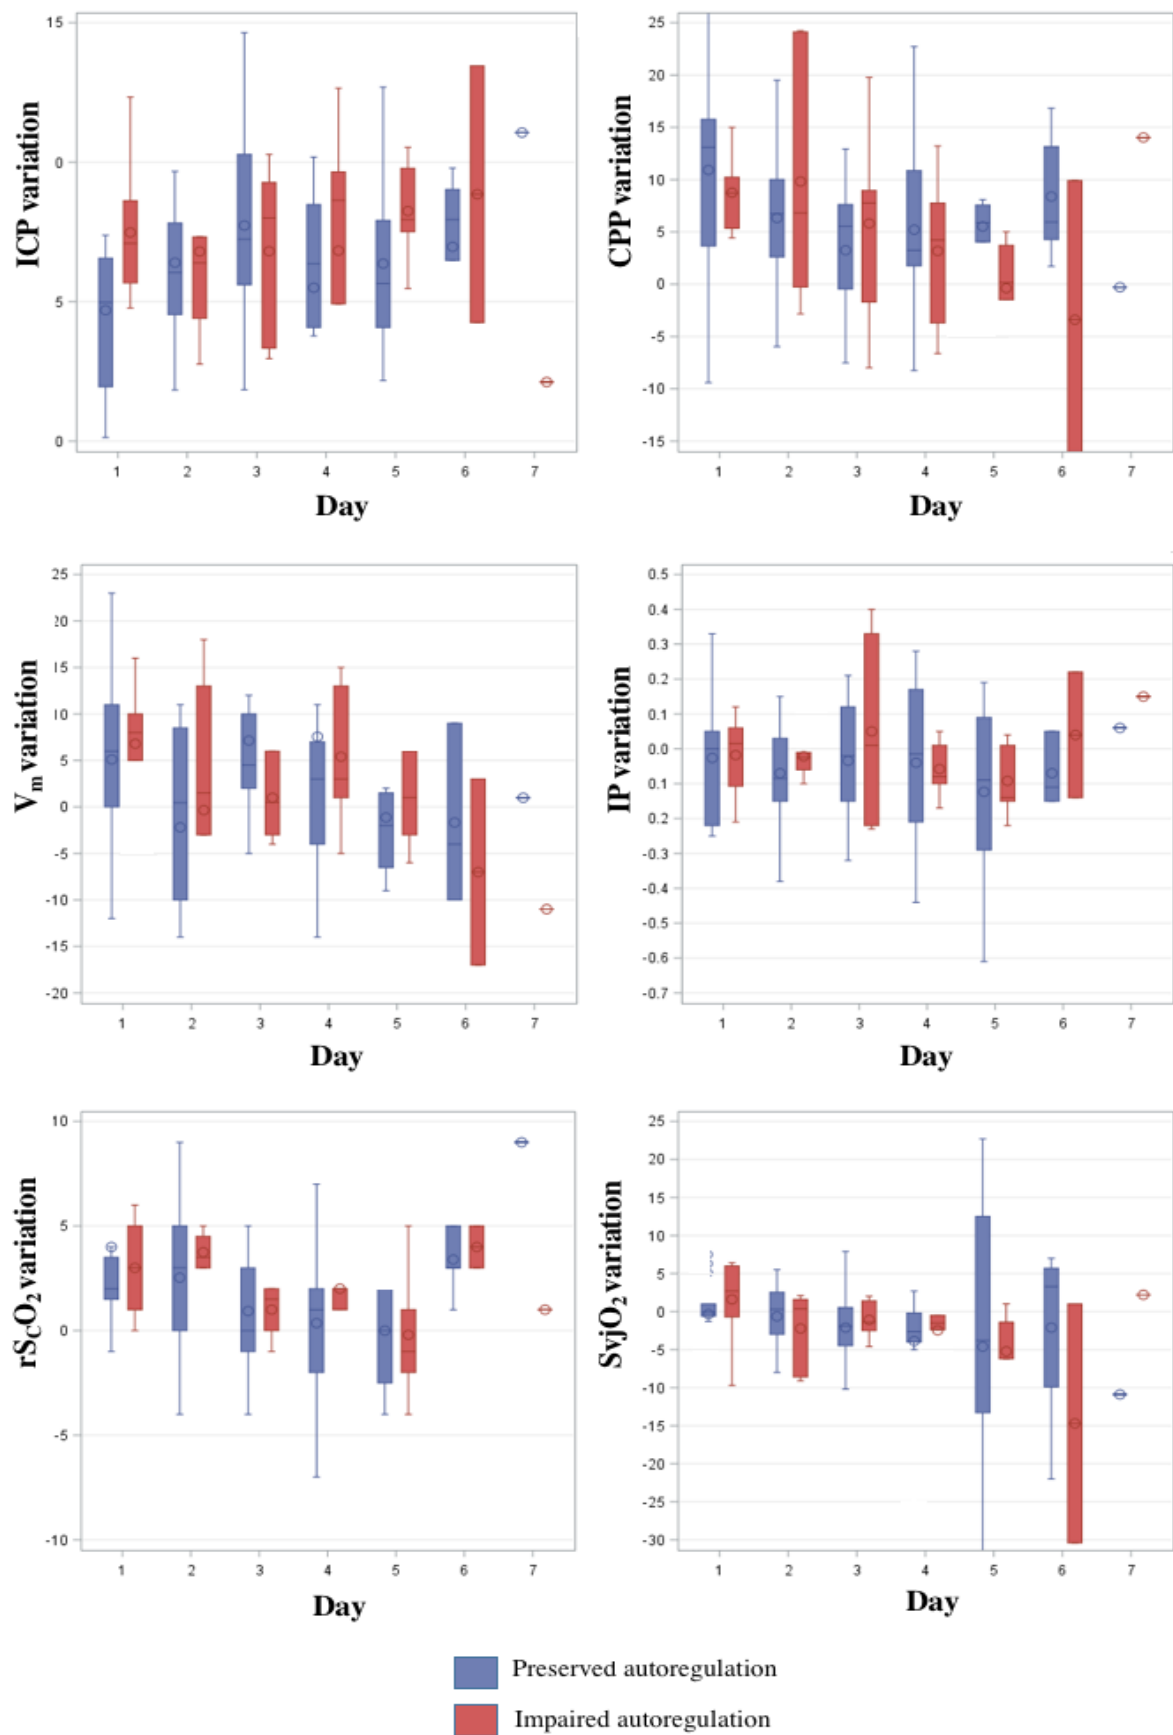 15
0
5
0
ICP variation
1 2 3 4 5 6 7
Day
25
20
15
10
5
0
-5
-10
-15
CPP variation
1 2 3 4 5 6 7
Day
25
20
15
10
5
0
-5
-10
-15
-20
Vm variation
1 2 3 4 5 6 7
Day
0.5
0.4
0.3
0.2
0.1
0.0
0.1
0.2
-0.3
-0.4
-0.5
-0.6
-0.7
IP variation
1 2 3 4 5 6 7
Day
10
5
0
-5
-10
rSCO2 variation
1 2 3 4 5 6 7
Day
25
20
15
10
5
0
-5
-10
-15
-20
-25
-30
SvjO2 variation
1 2 3 4 5 6 7
Day
Preserved autoregulation
Impaired autoregulation